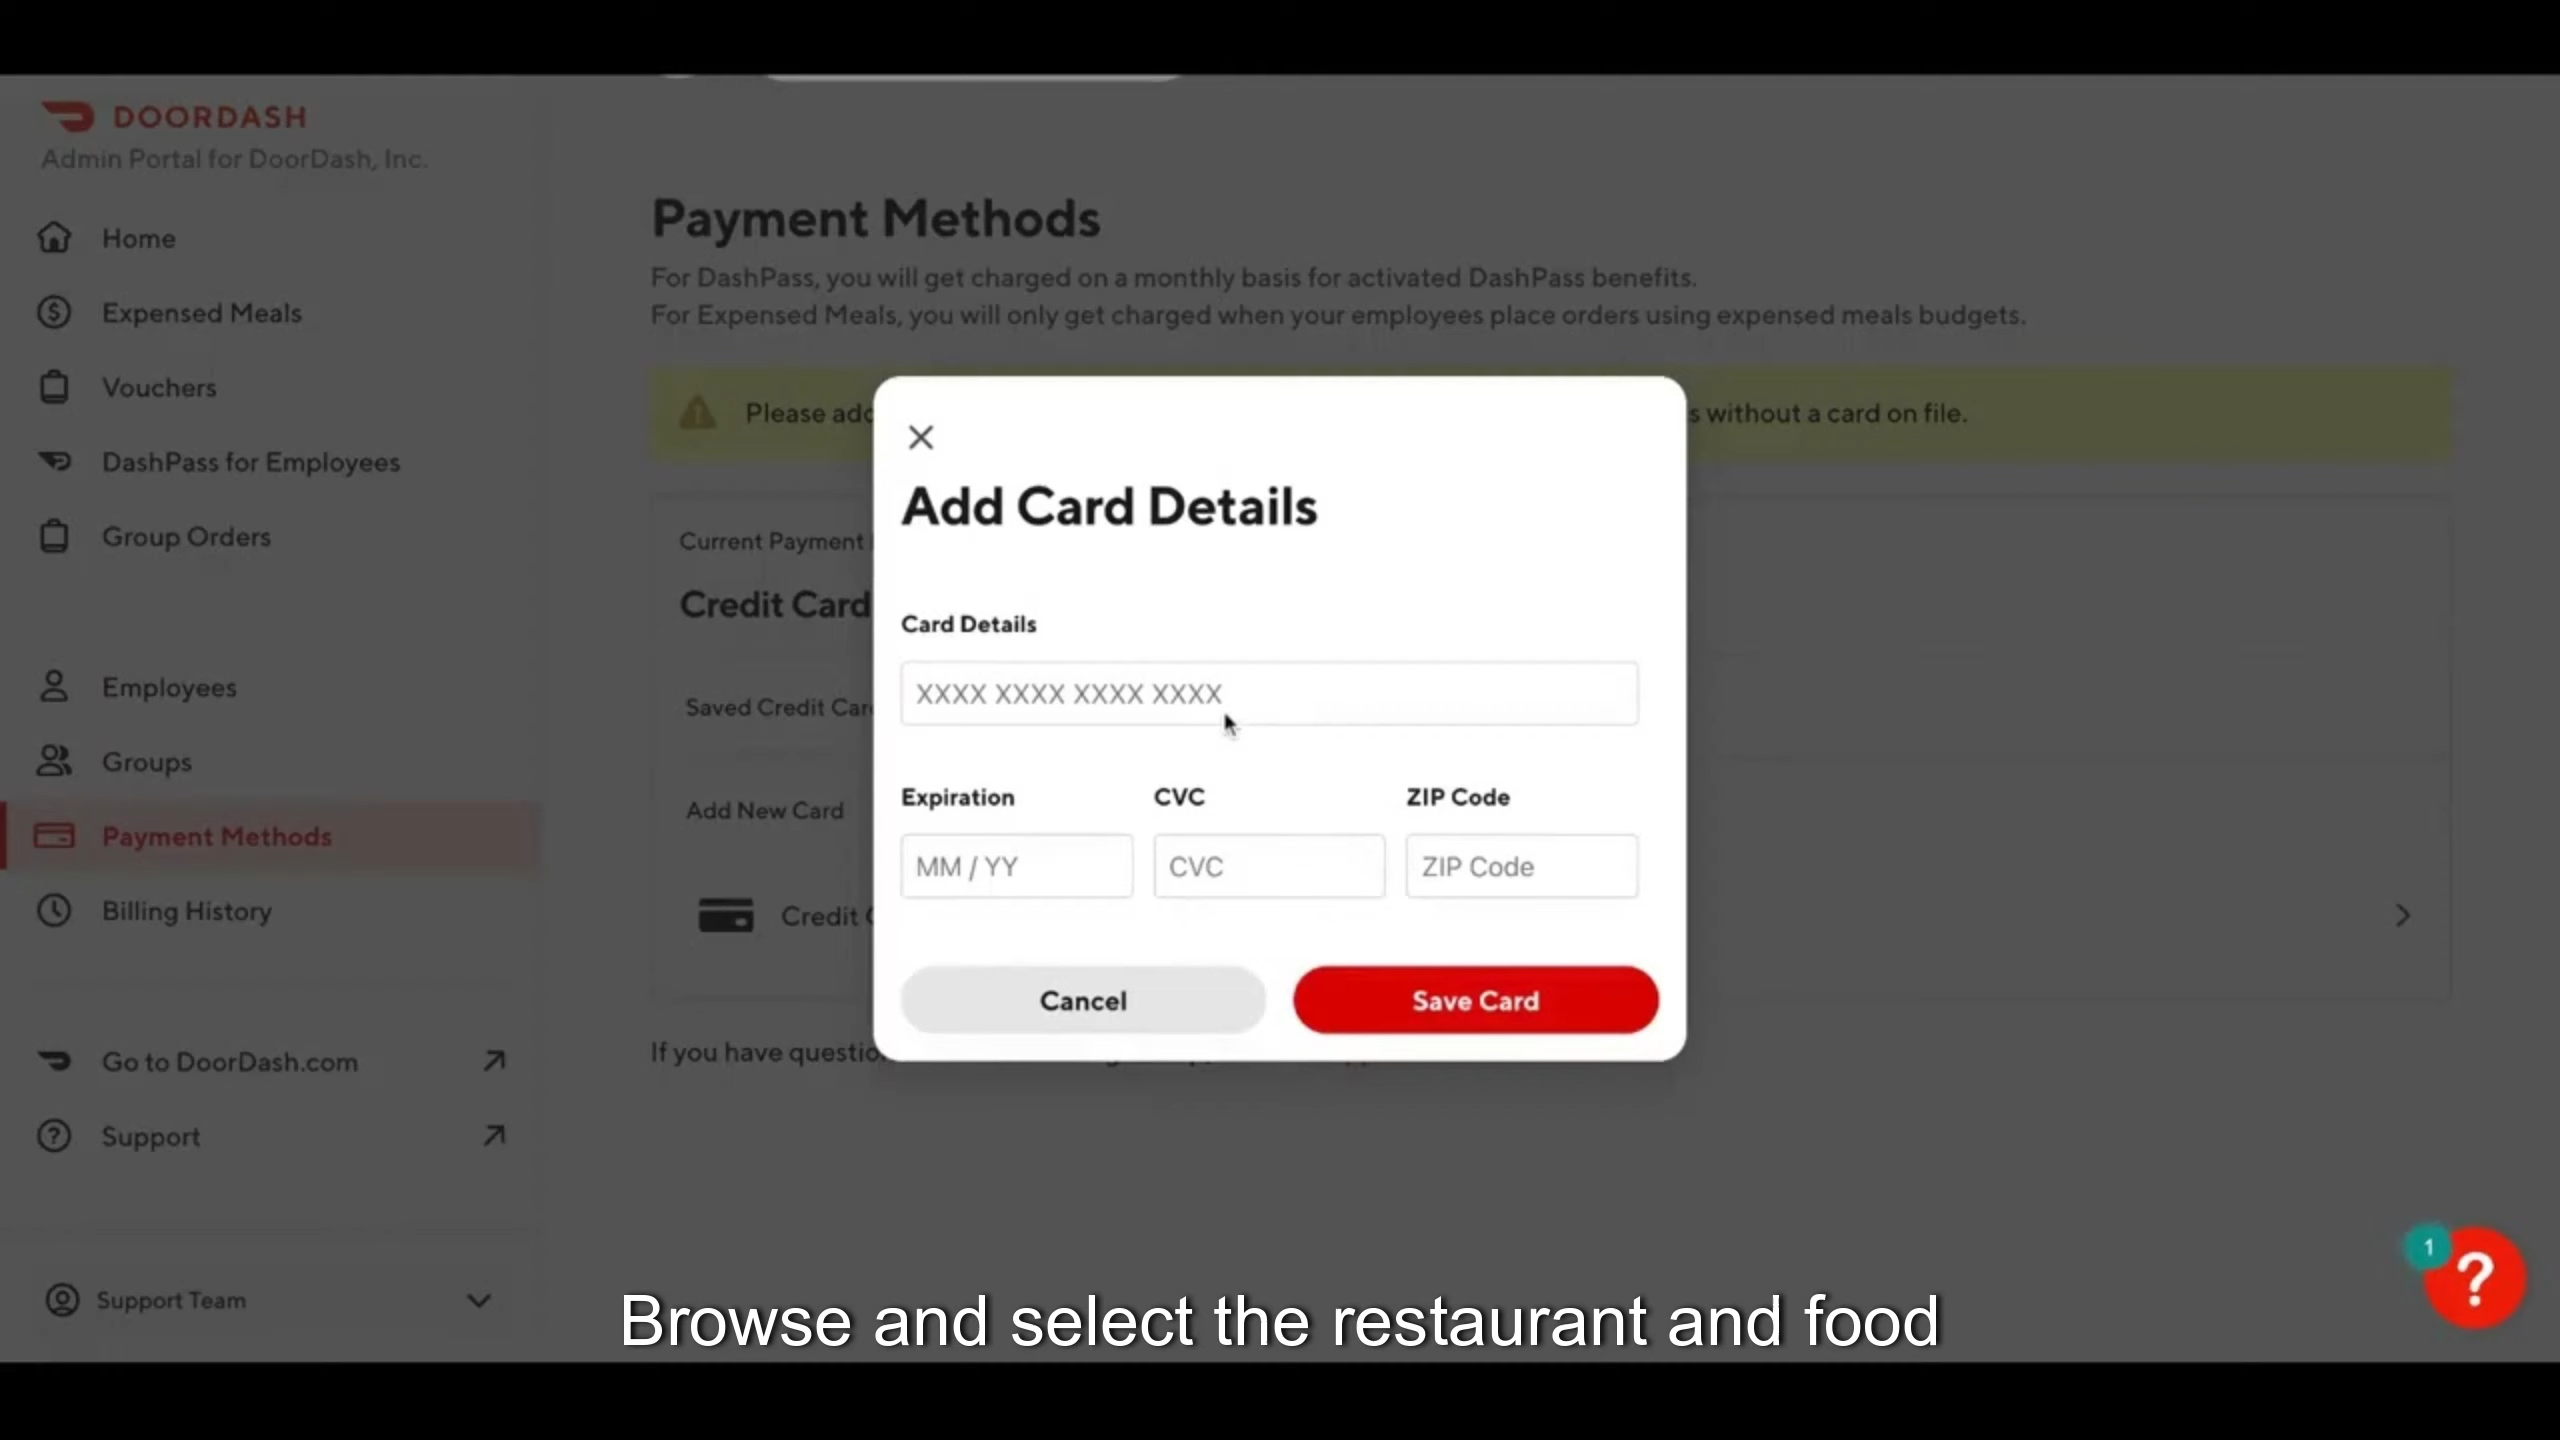 DOORDASH
Admin Portal for DoorDash, Inc.
Home
Expensed Meals
Vouchers
DashPass for Employees
Group Orders
Employees
Groups
Payment Methods
Billing History
Go to DoorDash.com
Support
Support Team
Payment Methods
For DashPass, you will get charged on a monthly basis for activated DashPass benefits.
For Expensed Meals, you will only get charged when your employees place orders using expensed meals budgets.
Please add
s without a card on file.
Current Payment
Credit Card
Saved Credit Car
Add New Card
Credit
If you have questio
Add Card Details
Card Details
XXXX XXXX XXXX XXXX
Expiration
CVC
ZIP Code
MM / YY
CVC
ZIP Code
Cancel
Save Card
1
?
Browse and select the restaurant and food